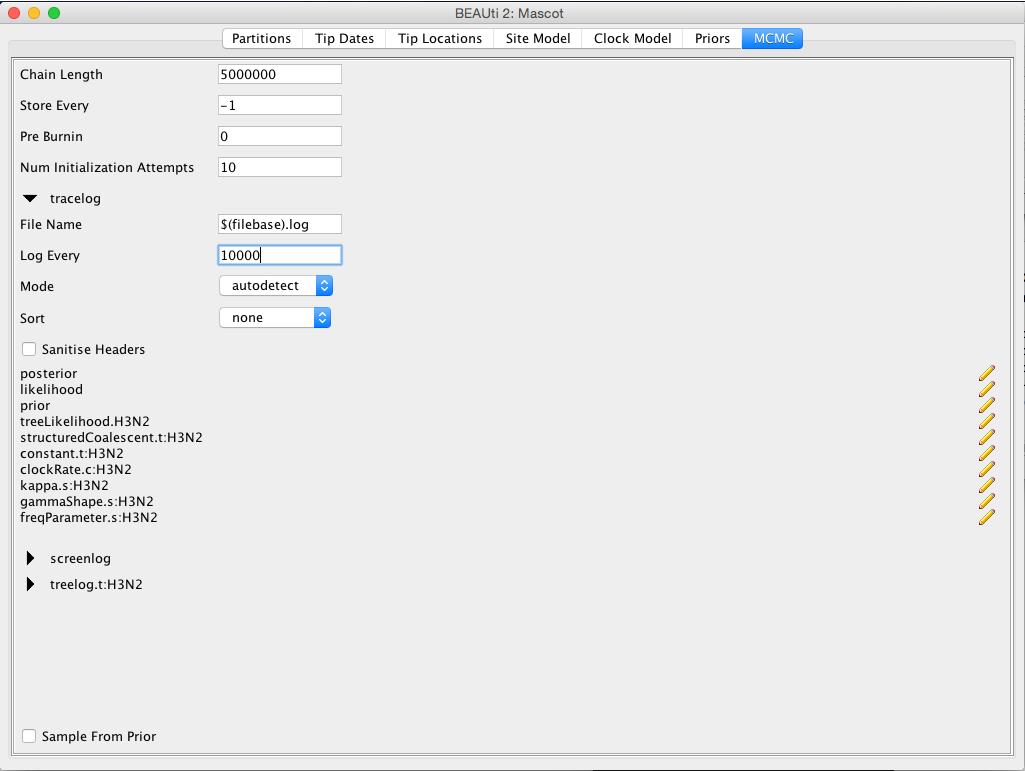 BEAUti 2: Mascot
Partitions Tip Dates Tip Locations Site Model Clock Model Priors MCMC
Chain Length 5000000
Store Every -1
Pre Burnin 0
Num Initialization Attempts 10
tracelog
File Name $(filebase).log
Log Every 10000
Mode autodetect
Sort none
Sanitise Headers
posterior
likelihood
prior
treeLikelihood.H3N2
structuredCoalescent.t:H3N2
constant.t:H3N2
clockRate.c:H3N2
kappa.s:H3N2
gammaShape.s:H3N2
freqParameter.s:H3N2
screenlog
treelog.t:H3N2
Sample From Prior